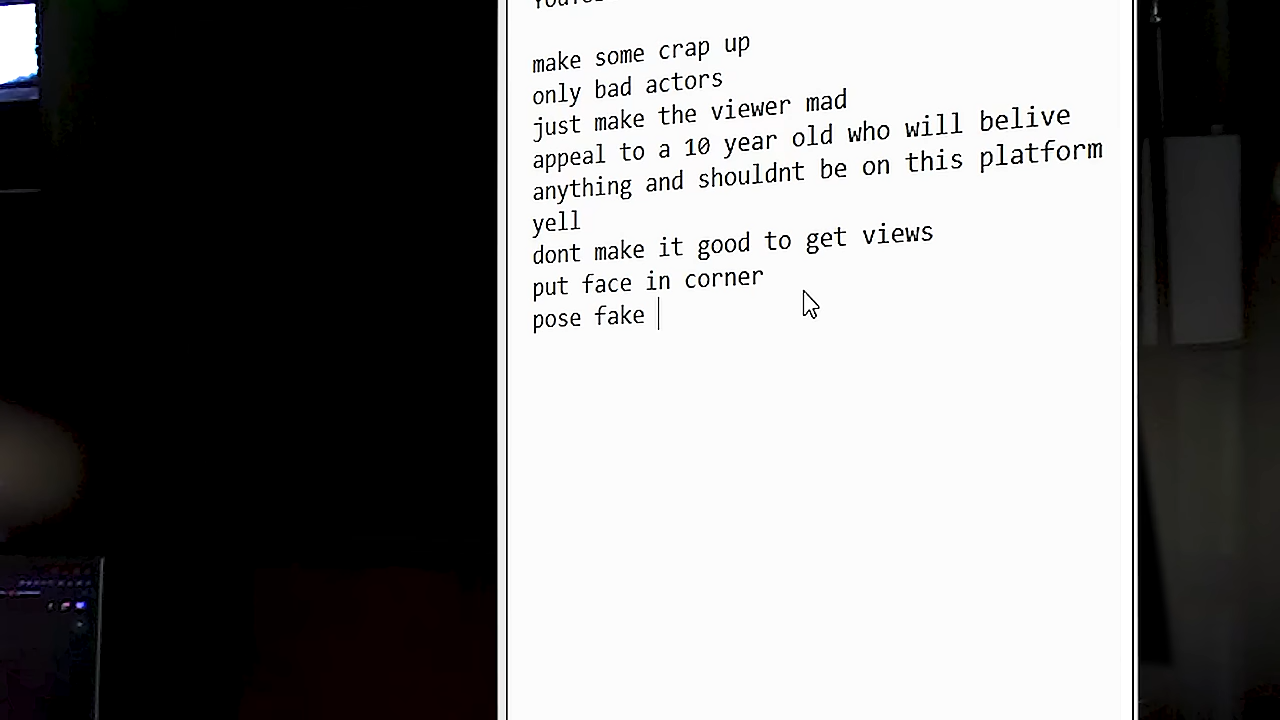 make some crap up
only bad actors
just make the viewer mad
appeal to a 10 year old who will belive
anything and shouldnt be on this platform
yell
dont make it good to get views
put face in corner
pose fake